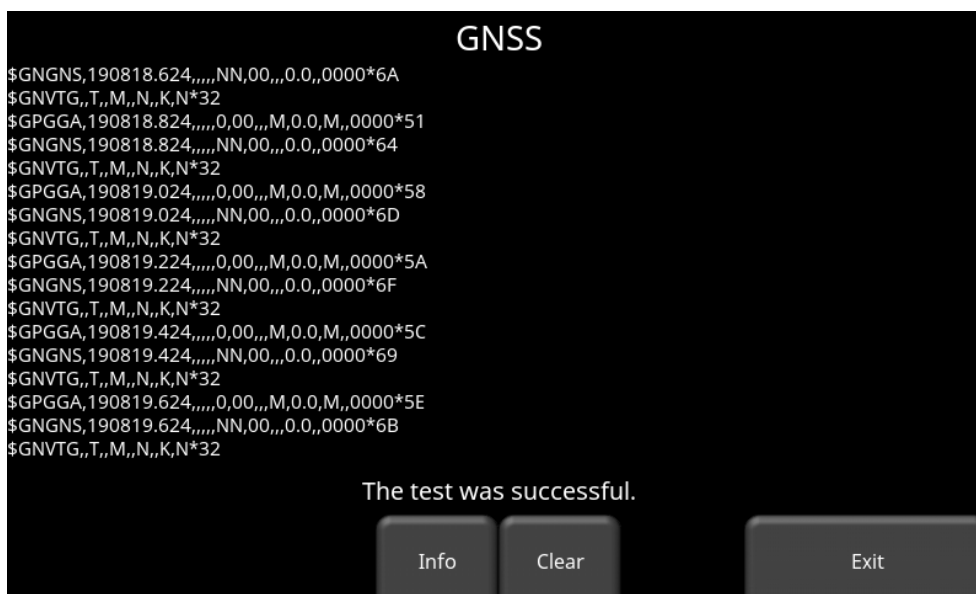 GNSS
$GNGNS,190818.624,,,,,NN,00,,,0.0,,0000*6A
$GNVTG,,T,,M,,N,,K,N*32
$GPGGA,190818.824,,,,,0,00,,,M,0.0,M,,0000*51
$GNGNS,190818.824,,,,,NN,00,,,0.0,,0000*64
$GNVTG,,T,,M,,N,,K,N*32
$GPGGA,190819.024,,,,,0,00,,,M,0.0,M,,0000*58
$GNGNS,190819.024,,,,,NN,00,,,0.0,,0000*6D
$GNVTG,,T,,M,,N,,K,N*32
$GPGGA,190819.224,,,,,0,00,,,M,0.0,M,,0000*5A
$GNGNS,190819.224,,,,,NN,00,,,0.0,,0000*6F
$GNVTG,,T,,M,,N,,K,N*32
$GPGGA,190819.424,,,,,0,00,,,M,0.0,M,,0000*5C
$GNGNS,190819.424,,,,,NN,00,,,0.0,,0000*69
$GNVTG,,T,,M,,N,,K,N*32
$GPGGA,190819.624,,,,,0,00,,,M,0.0,M,,0000*5E
$GNGNS,190819.624,,,,,NN,00,,,0.0,,0000*6B
$GNVTG,,T,,M,,N,,K,N*32
The test was successful.
Info Clear Exit